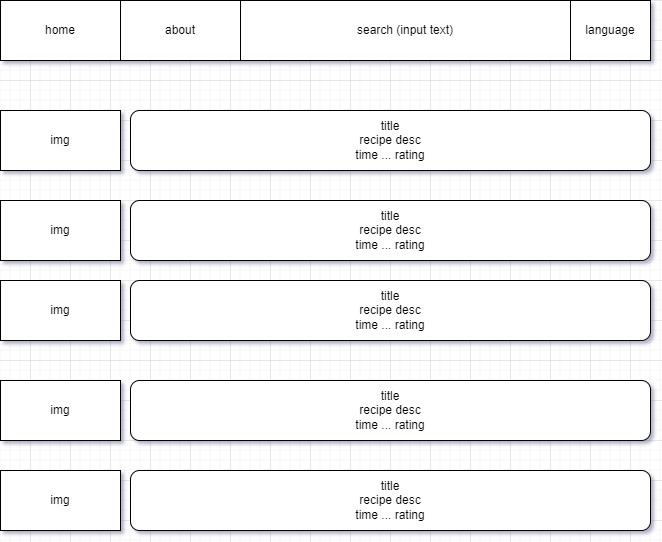 home about search (input text) language
img
title
recipe desc
time ... rating
img
title
recipe desc
time ... rating
img
title
recipe desc
time ... rating
img
title
recipe desc
time ... rating
img
title
recipe desc
time ... rating